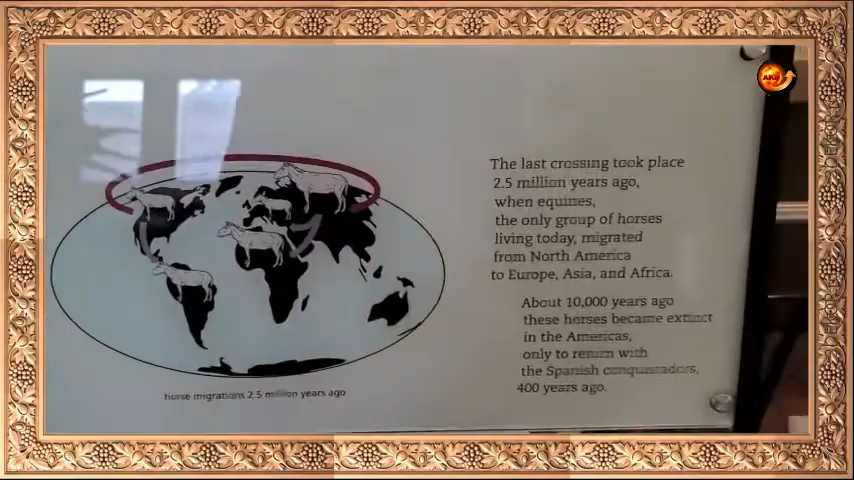 The last crossing took place
2.5 million years ago,
when equines,
the only group of horses
living today, migrated
from North America
to Europe, Asia, and Africa.
About 10,000 years ago
these horses became extinct
in the Americas,
only to return with
the Spanish conquistadors,
400 years ago.
horse migrations 2.5 million years ago